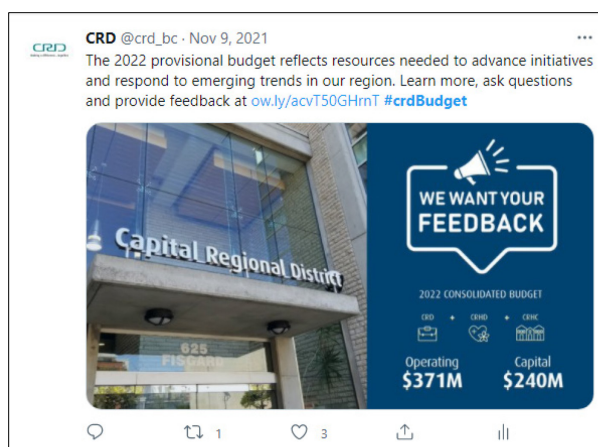 CRD @crd_bc · Nov 9, 2021
CRD
The 2022 provisional budget reflects resources needed to advance initiatives
and respond to emerging trends in our region. Learn more, ask questions
and provide feedback at ow.ly/acvT50GHrnT #crdBudget
Capital Regional District
625
FISGARD
WE WANT YOUR
FEEDBACK
2022 CONSOLIDATED BUDGET
CRD + CRHD + CRHC
Operating Capital
$371M $240M
1 3